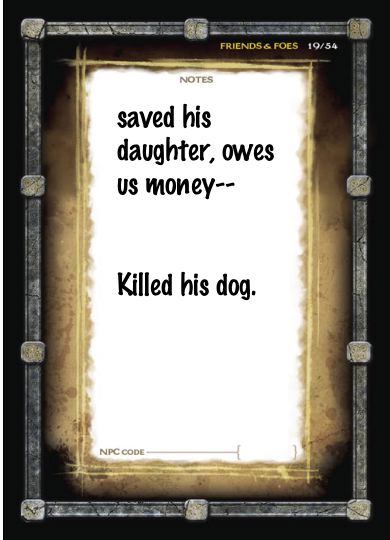 FRIENDS & FOES 19/54
NOTES
saved his
daughter, owes
us money--
Killed his dog.
NPC CODE